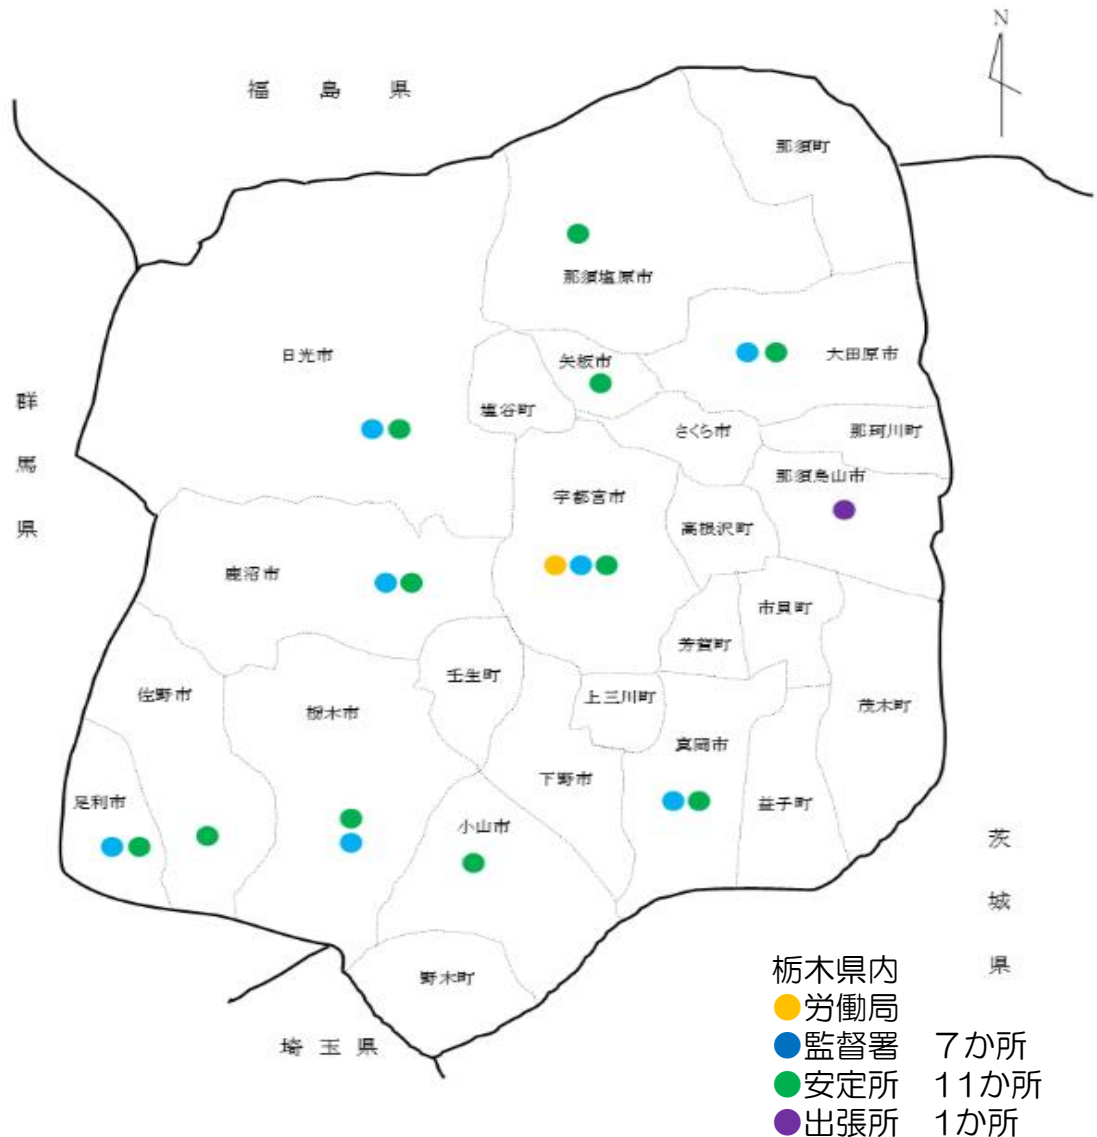 N
福島県
那須町
那須塩原市
日光市
矢板市
大田原市
群馬県
塩谷町
さくら市
那珂川町
那須烏山市
宇都宮市
高根沢町
鹿沼市
市貝町
芳賀町
壬生町
佐野市
上三川町
栃木市
茂木町
真岡市
下野市
足利市
益子町
小山市
茨城県
野木町
埼玉県
栃木県内
労働局
監督署 7か所
安定所 11か所
出張所 1か所